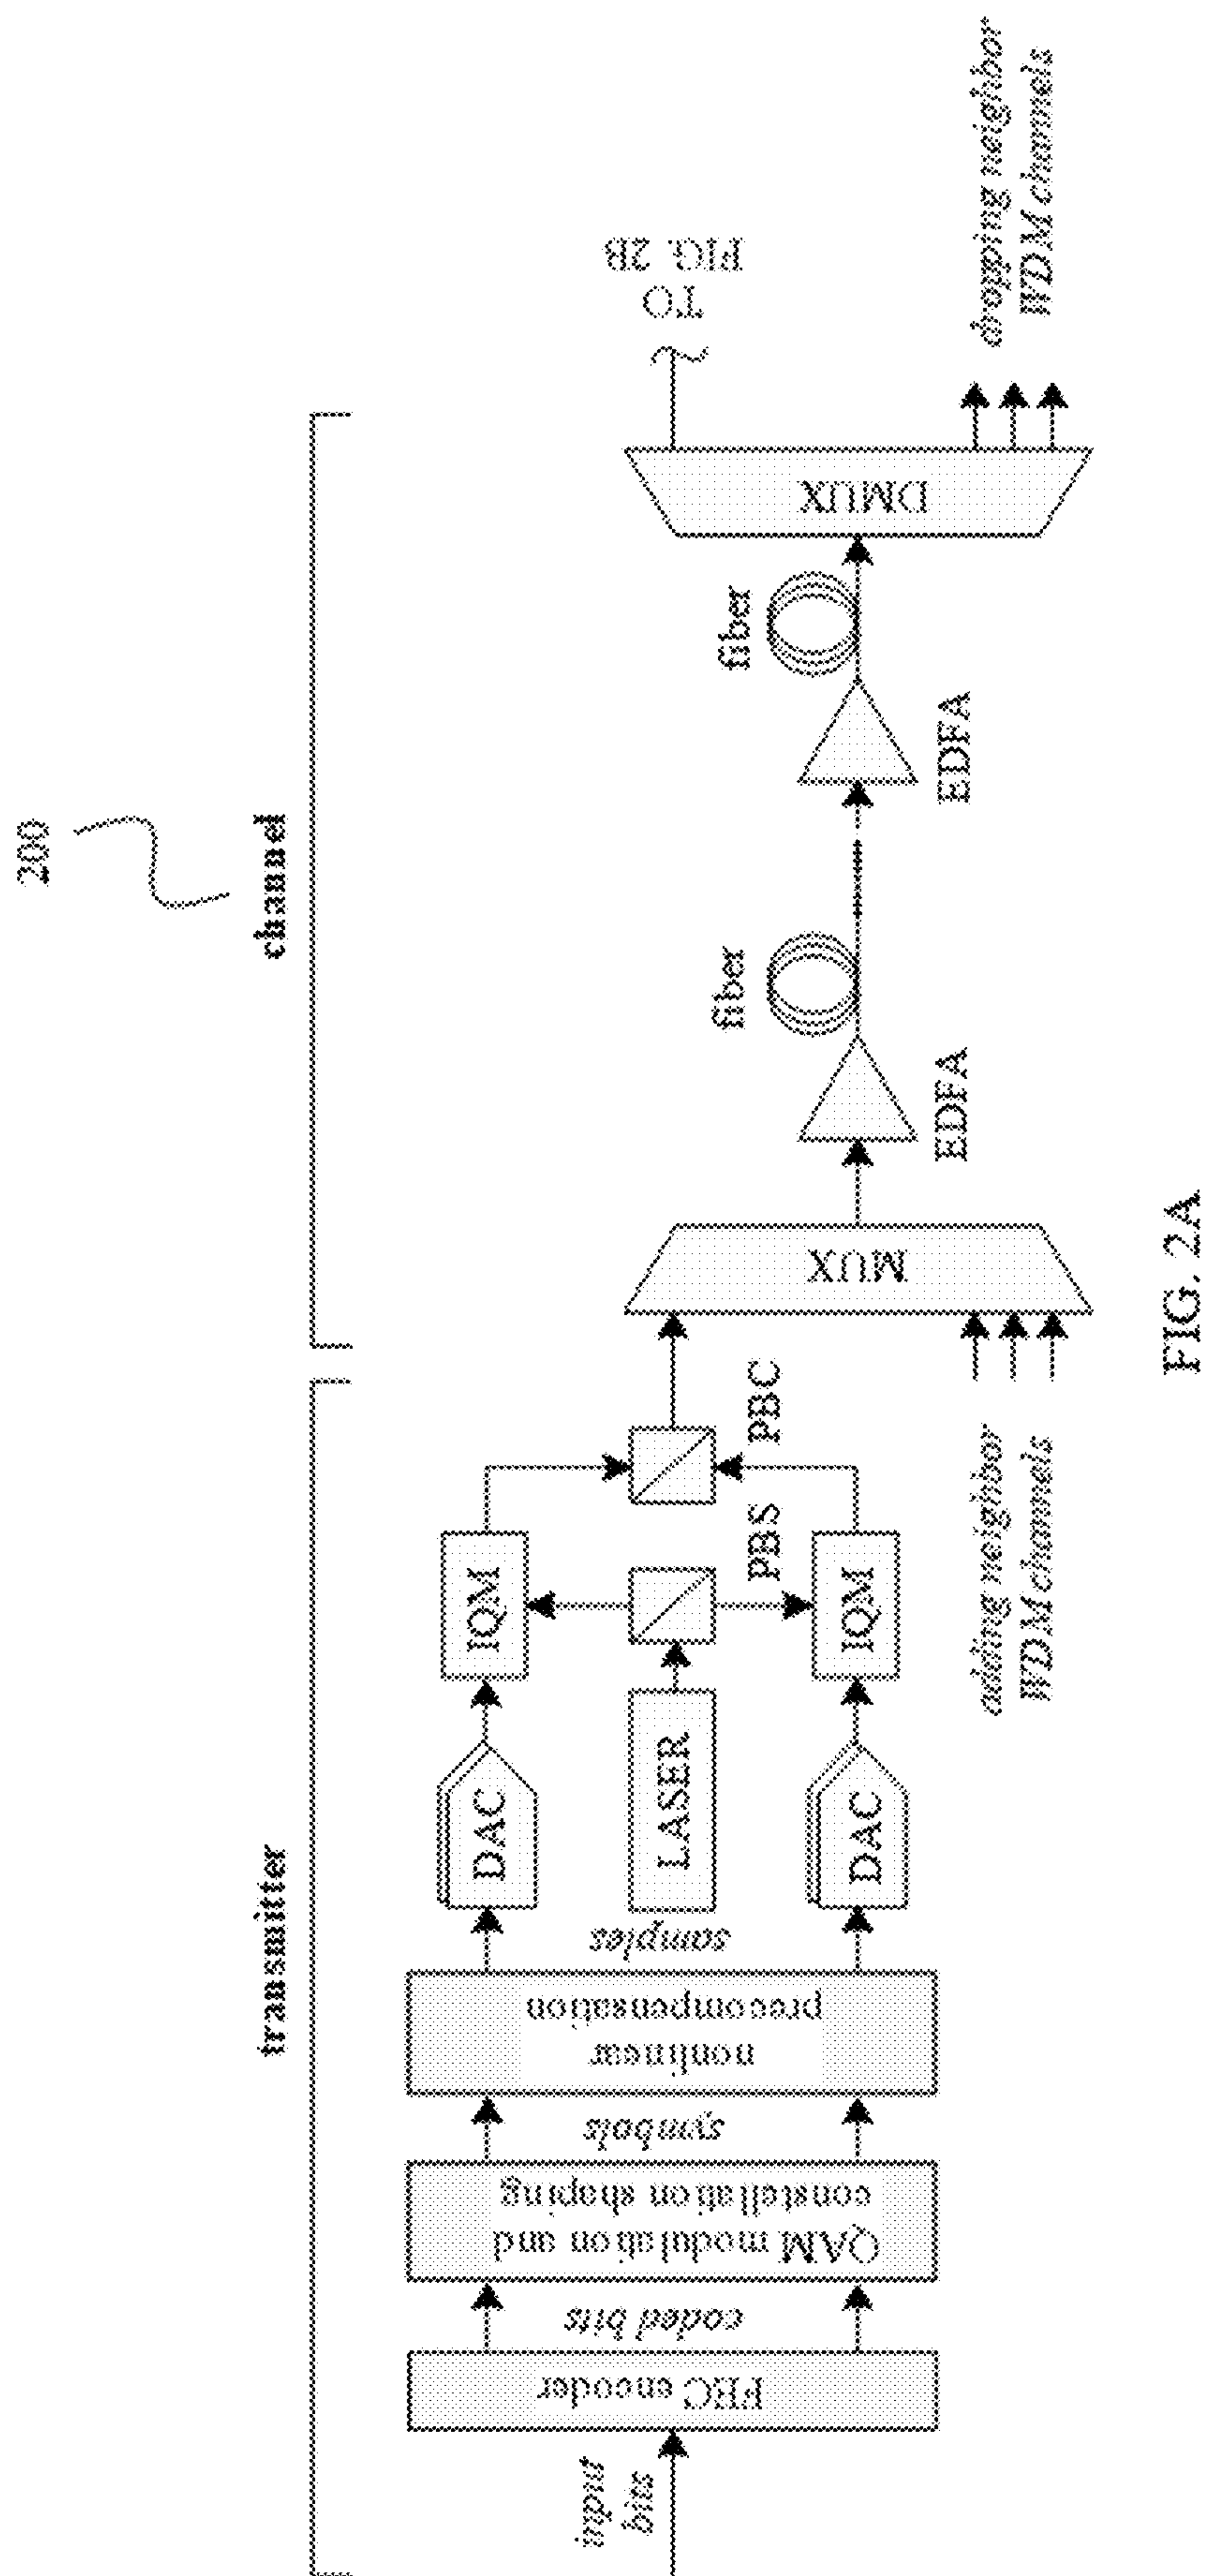 200
transmitter
channel
input
bits
FEC encoder
coded bits
QAM modulation and
constellation shaping
symbols
nonlinear
precompensation
samples
DAC
IQM
LASER
PBS
PBC
DAC
IQM
adding neighbor
WDM channels
MUX
EDFA
fiber
EDFA
fiber
DMUX
TO
FIG. 2B
dropping neighbor
WDM channels
FIG. 2A